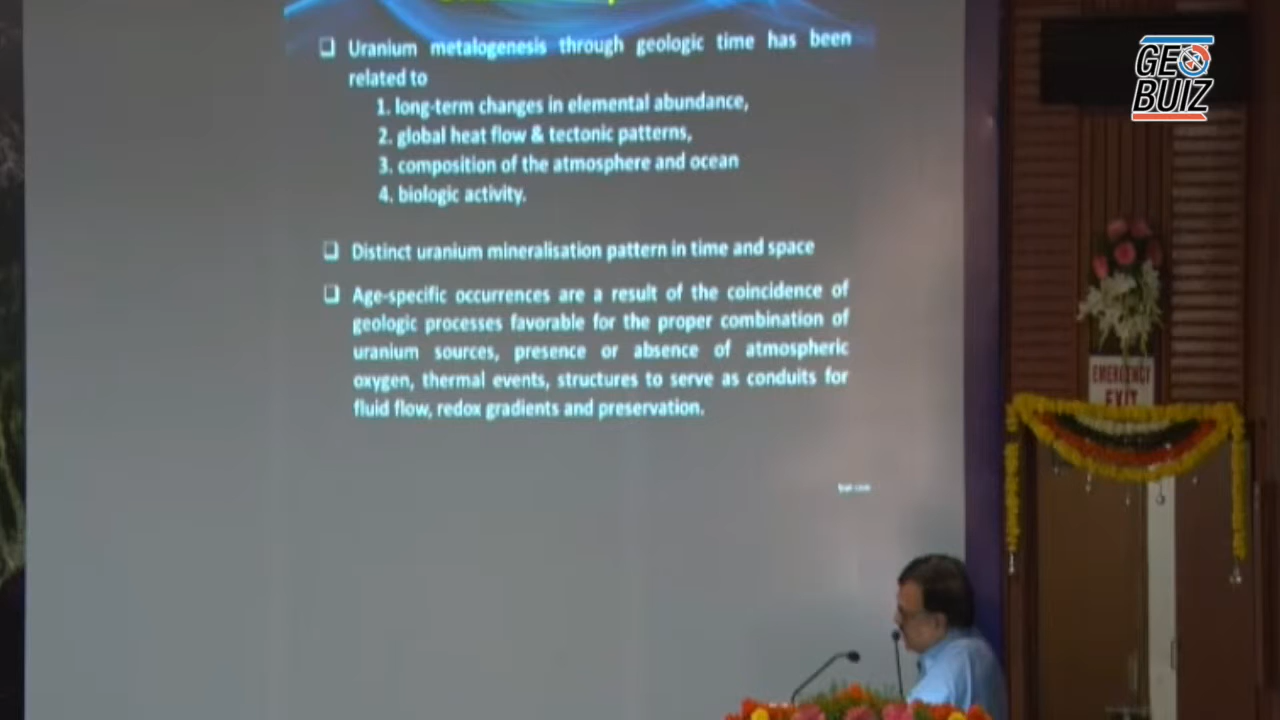 ❑ Uranium metalogenesis through geologic time has been
related to
1. long-term changes in elemental abundance,
2. global heat flow & tectonic patterns,
3. composition of the atmosphere and ocean
4. biologic activity.
❑ Distinct uranium mineralisation pattern in time and space
❑ Age-specific occurrences are a result of the coincidence of
geologic processes favorable for the proper combination of
uranium sources, presence or absence of atmospheric
oxygen, thermal events, structures to serve as conduits for
fluid flow, redox gradients and preservation.
GEO
BUIZ
EMERGENCY
EXIT